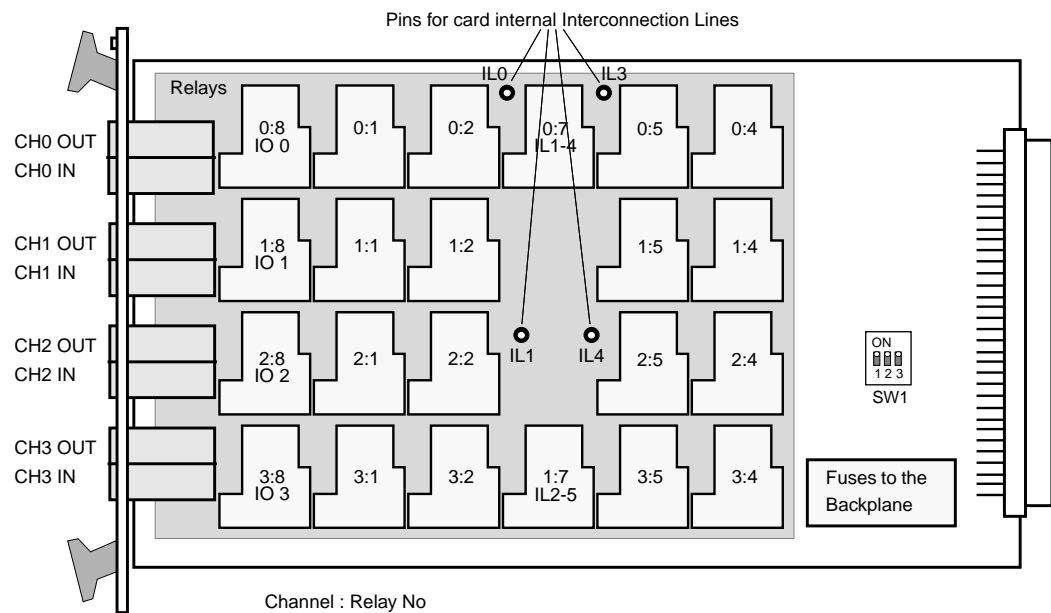 Pins for card internal Interconnection Lines
IL0
IL3
Relays
CH0 OUT
CH0 IN
0:8
IO 0
0:1
0:2
0:7
IL1-4
0:5
0:4
CH1 OUT
CH1 IN
1:8
IO 1
1:1
1:2
1:5
1:4
CH2 OUT
CH2 IN
2:8
IO 2
2:1
2:2
IL1
IL4
2:5
2:4
ON
1 2 3
SW1
CH3 OUT
CH3 IN
3:8
IO 3
3:1
3:2
1:7
IL2-5
3:5
3:4
Fuses to the
Backplane
Channel : Relay No